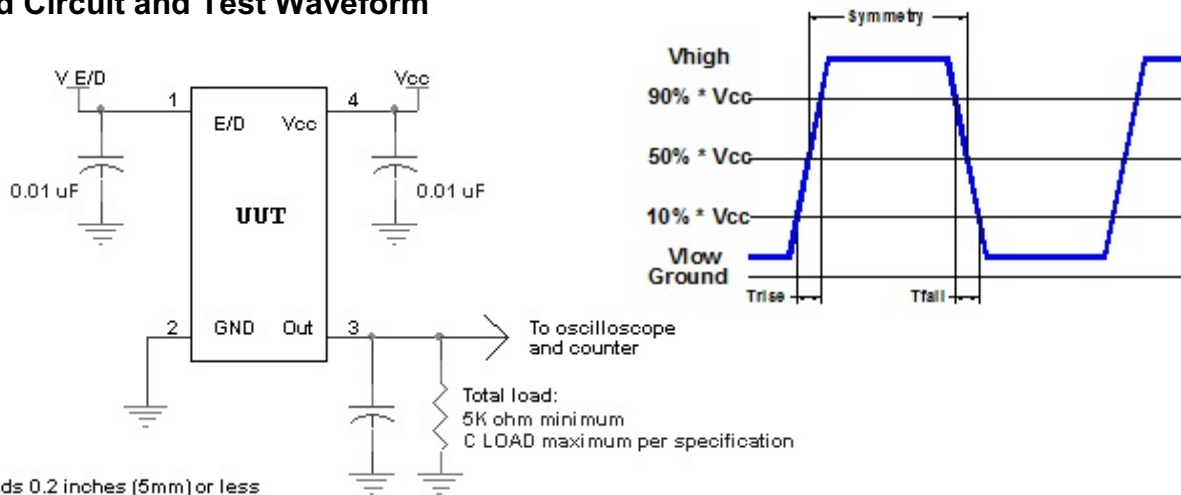 d Circuit and Test Waveform
V E/D
Vcc
1
4
E/D Vcc
0.01 uF
0.01 uF
UUT
2
GND Out
3
To oscilloscope
and counter
Total load:
5K ohm minimum
C LOAD maximum per specification
ds 0.2 inches (5mm) or less
Symmetry
Vhigh
90% * Vcc
50% * Vcc
10% * Vcc
Vlow
Ground
Trise
Tfall